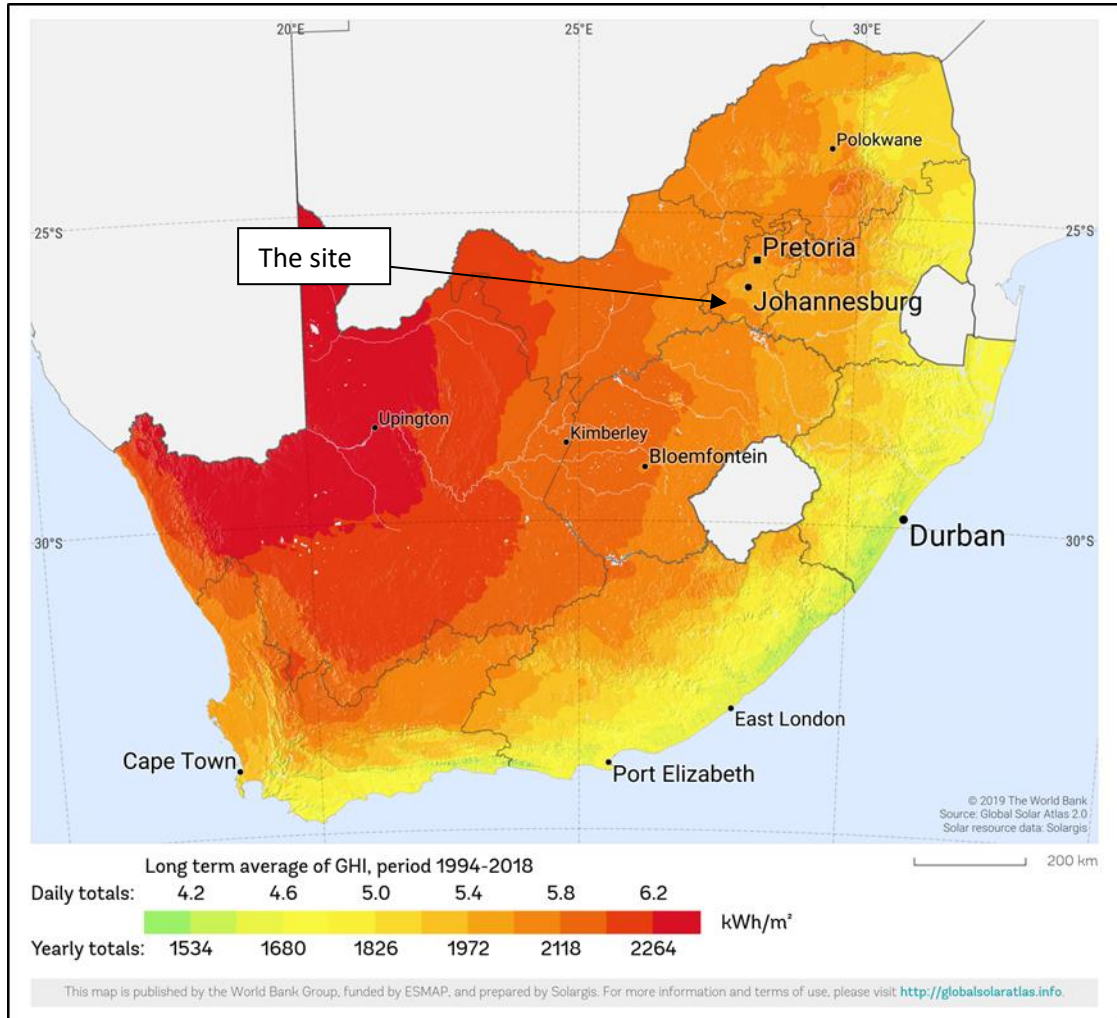 20°E 25°E 30°E
Polokwane
25°S 25°S
The site
Pretoria
Johannesburg
Upington
Kimberley
Bloemfontein
30°S 30°S
Durban
East London
Cape Town
Port Elizabeth
© 2019 The World Bank
Source: Global Solar Atlas 2.0
Solar resource data: Solargis
200 km
Long term average of GHI, period 1994-2018
Daily totals: 4.2 4.6 5.0 5.4 5.8 6.2
kWh/m²
Yearly totals: 1534 1680 1826 1972 2118 2264
This map is published by the World Bank Group, funded by ESMAP, and prepared by Solargis. For more information and terms of use, please visit http://globalsolaratlas.info.